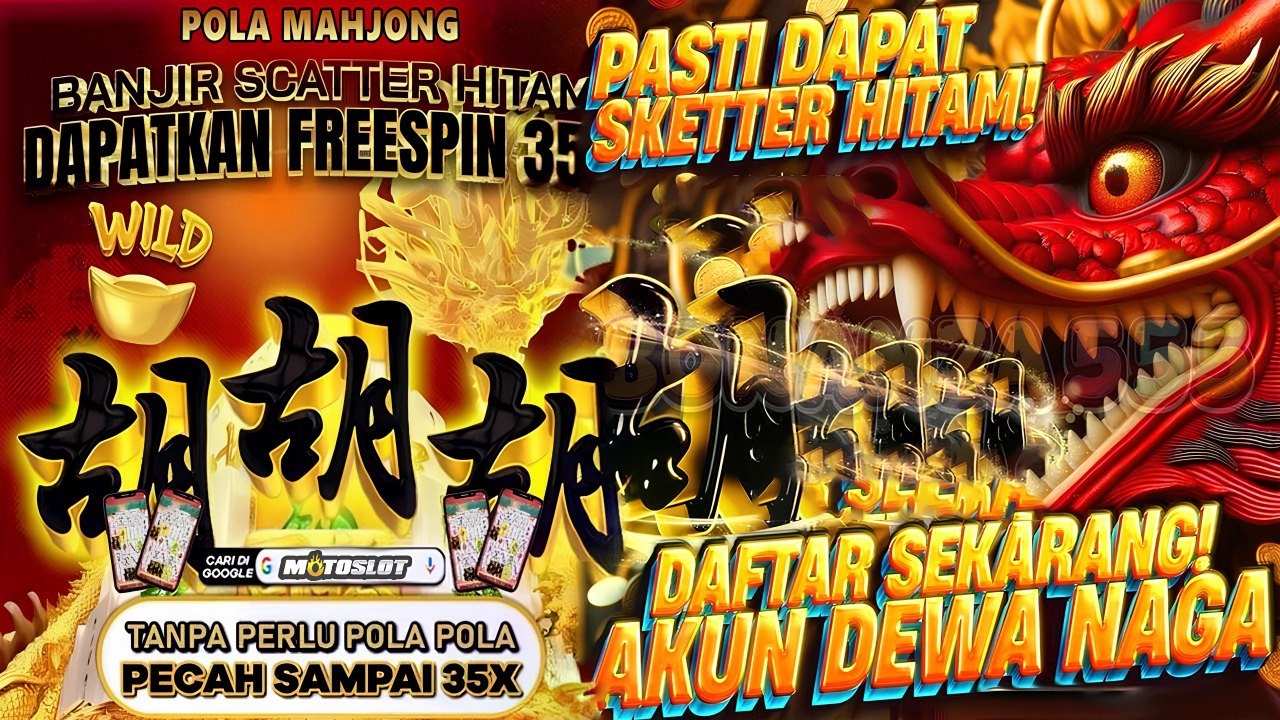 POLA MAHJONG
BANJIR SCATTER HITAM
DAPATKAN FREESPIN 35
WILD
胡 胡 胡
CARI DI
GOOGLE
G MOTOSLOT
TANPA PERLU POLA POLA
PECAH SAMPAI 35X
PASTI DAPAT
SKETTER HITAM!
DAFTAR SEKARANG!
AKUN DEWA NAGA